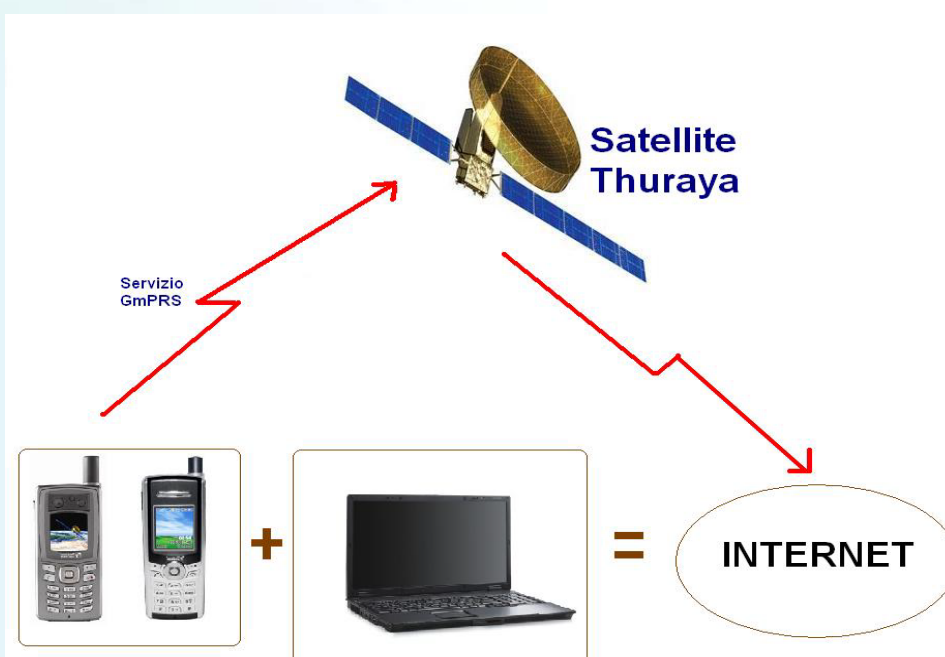 Satellite
Thuraya
Servizio
GmPRS
+
=
INTERNET